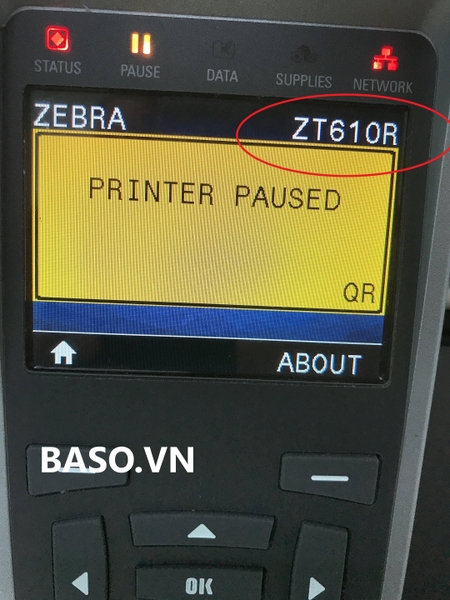 STATUS
PAUSE
DATA
SUPPLIES
NETWORK
ZEBRA
ZT610R
PRINTER PAUSED
QR
ABOUT
BASO.VN
OK